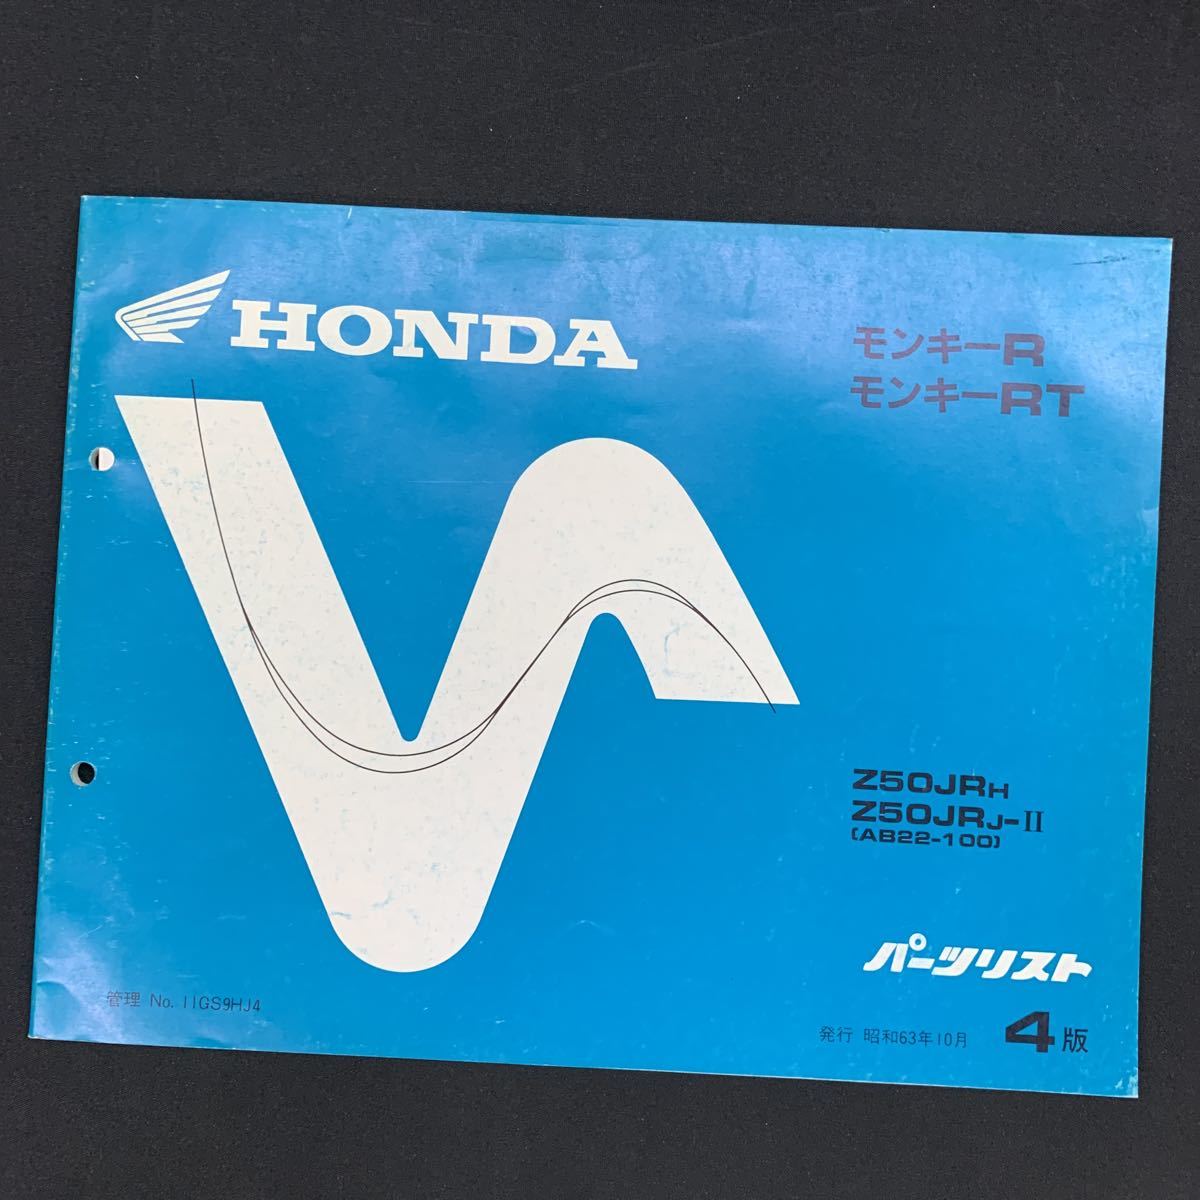 HONDA
モンキーR
モンキーRT
Z50JRH
Z50JRJ-II
(AB22-100)
パーツリスト
管理 No. 11GS9HJ4
発行 昭和63年10月 4版